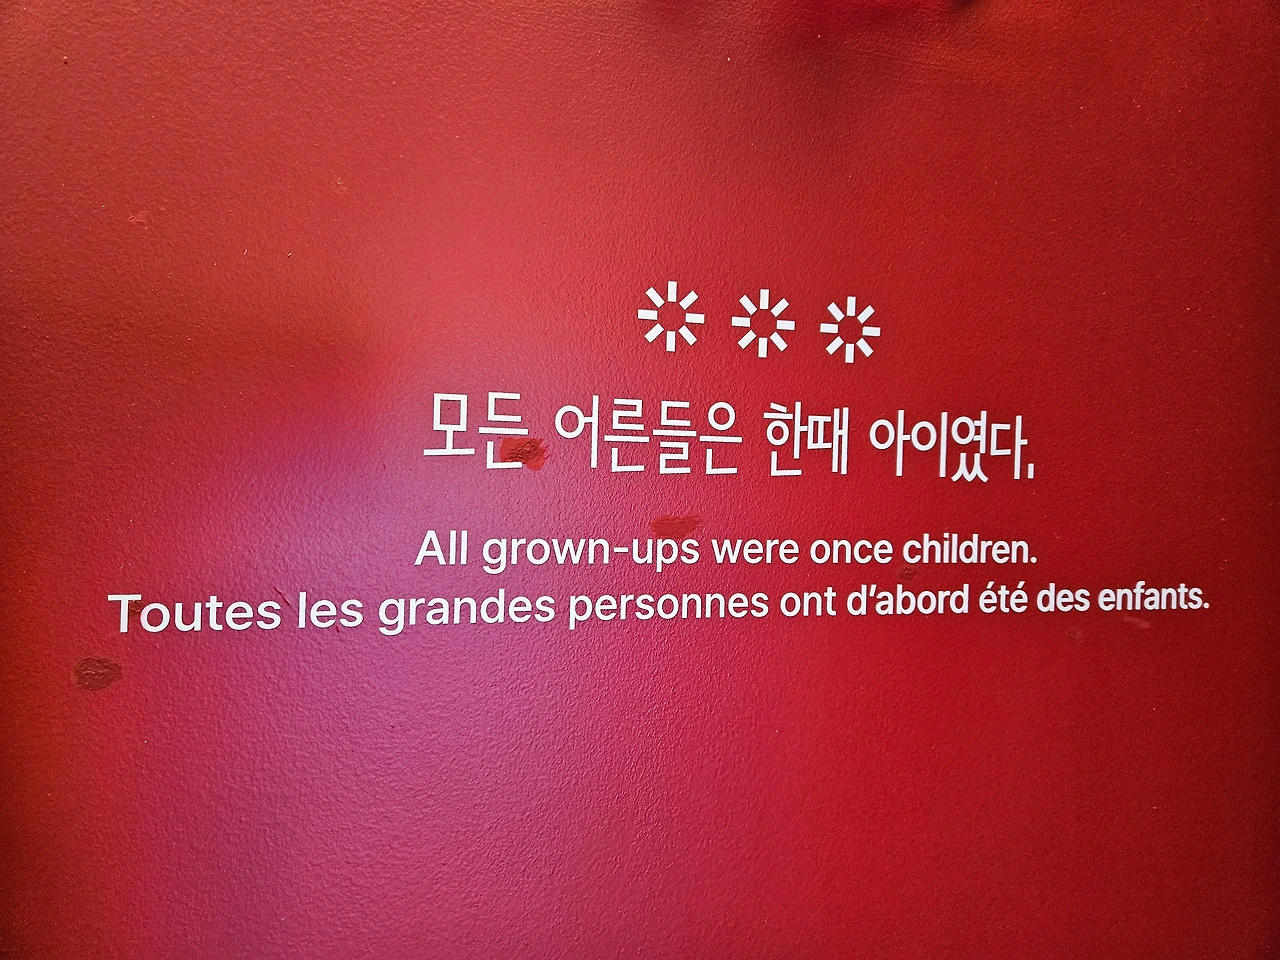 모든 어른들은 한때 아이였다.
All grown-ups were once children.
Toutes les grandes personnes ont d’abord été des enfants.